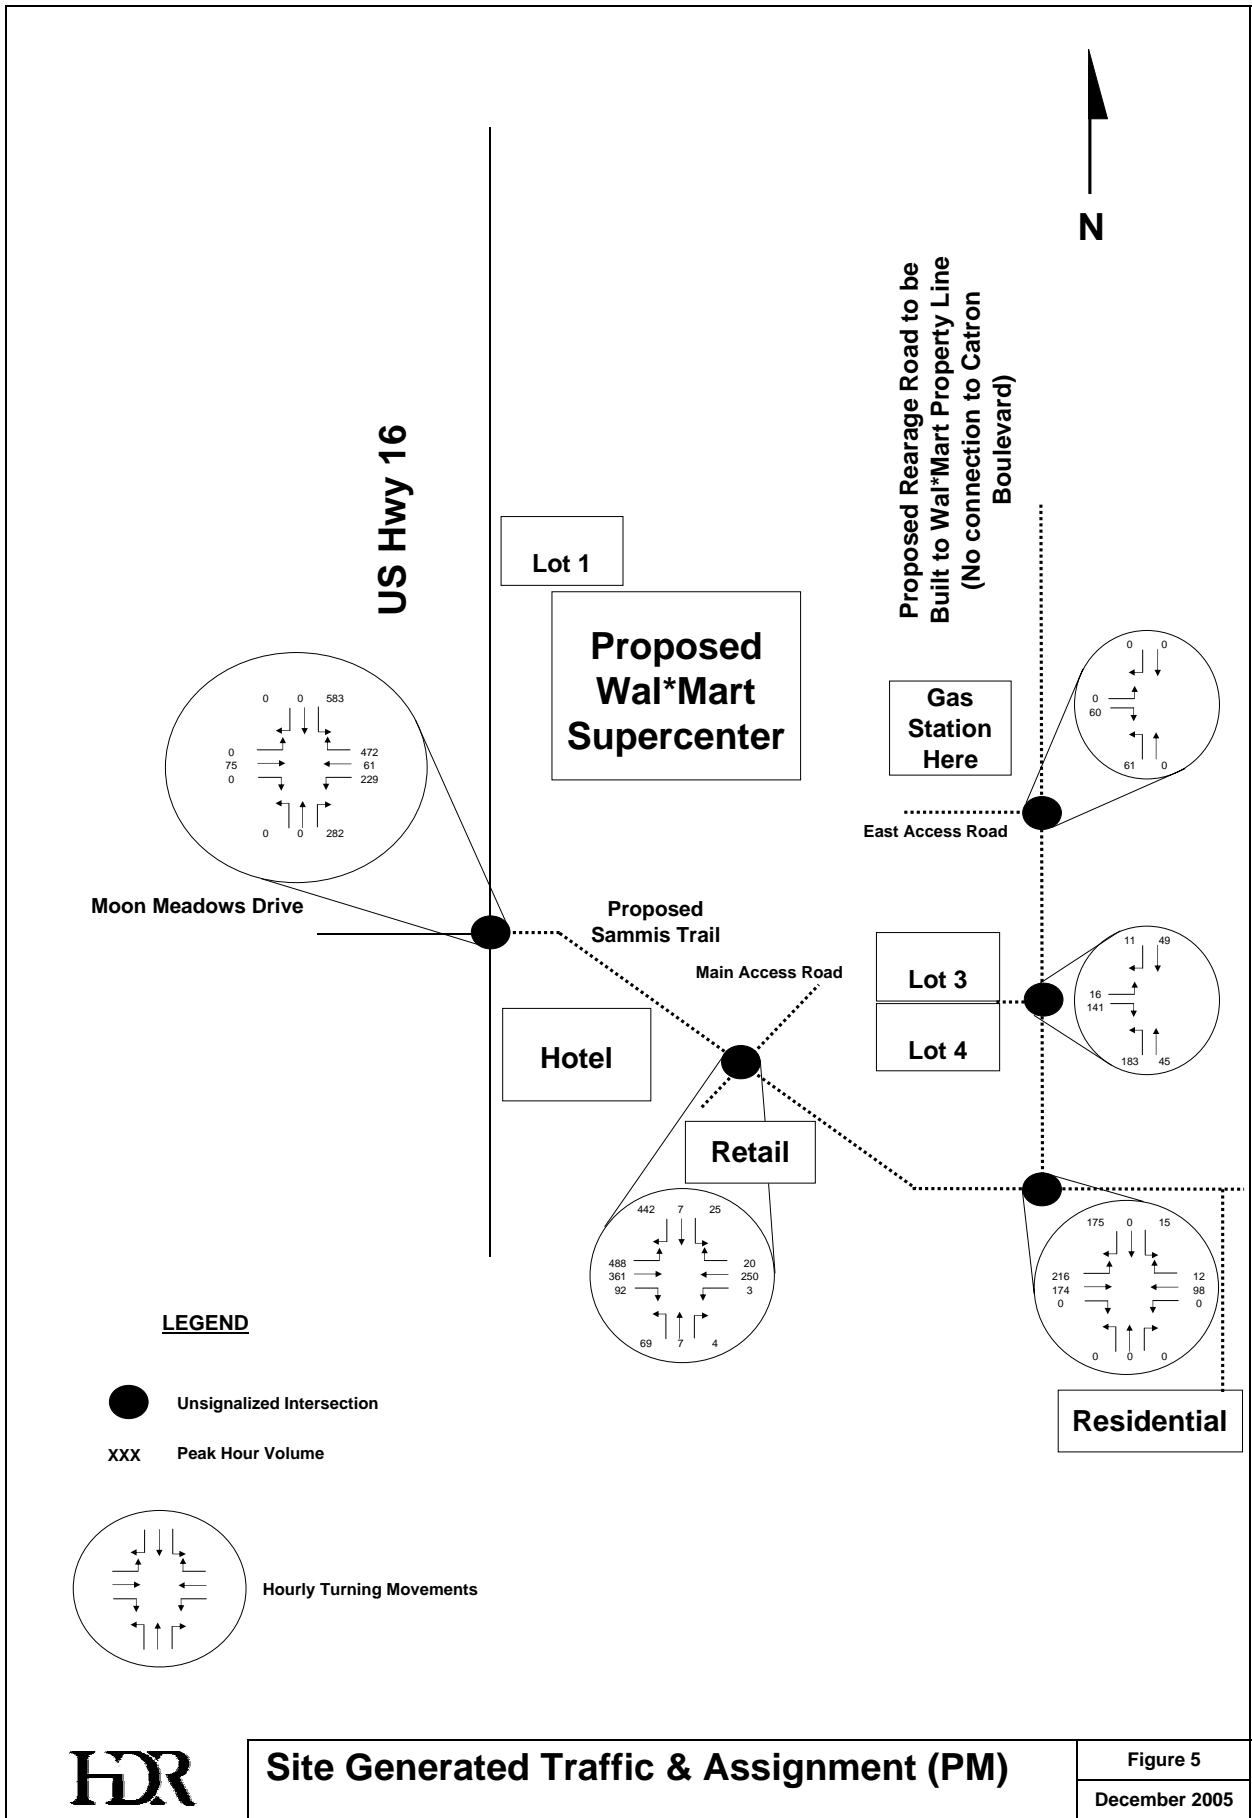 N
Proposed Rearage Road to be
Built to Wal*Mart Property Line
(No connection to Catron
Boulevard)
US Hwy 16
Lot 1
Proposed
Wal*Mart
Supercenter
Gas
Station
Here
0 0
0
60
61 0
East Access Road
0 0 583
0
75
0
472
61
229
0 0 282
Moon Meadows Drive
Proposed
Sammis Trail
Main Access Road
Lot 3
Lot 4
11 49
16
141
183 45
Hotel
Retail
442 7 25
488
361
92
20
250
3
69 7 4
175 0 15
216
174
0
12
98
0
0 0 0
Residential
LEGEND
Unsignalized Intersection
XXX Peak Hour Volume
Hourly Turning Movements
HDR
Site Generated Traffic & Assignment (PM)
Figure 5
December 2005